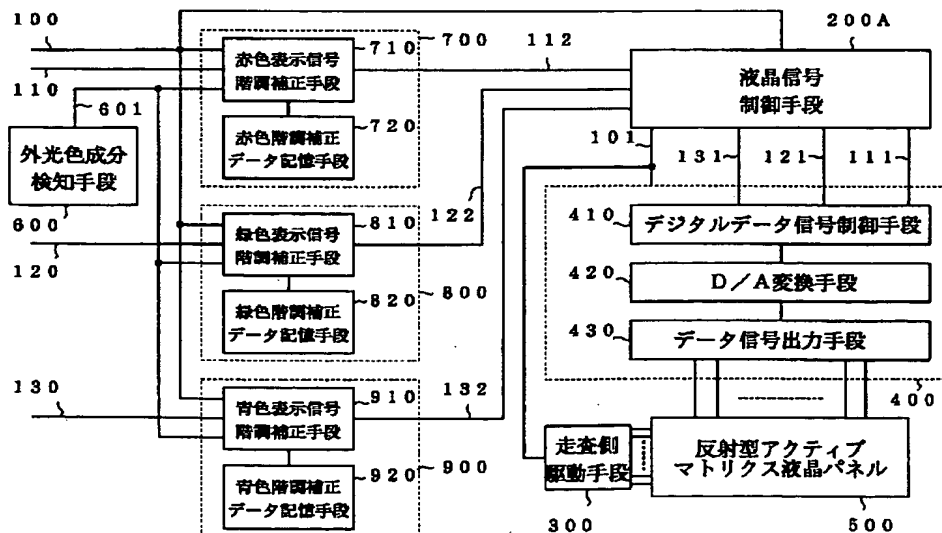 100
110
601
外光色成分
検知手段
600
120
130
赤色表示信号
階調補正手段
710
700
赤色階調補正
データ記憶手段
720
112
緑色表示信号
階調補正手段
810
122
緑色階調補正
データ記憶手段
820
800
青色表示信号
階調補正手段
910
132
青色階調補正
データ記憶手段
920
900
200A
液晶信号
制御手段
101
131
121
111
410
デジタルデータ信号制御手段
420
D/A変換手段
430
データ信号出力手段
400
走査側
駆動手段
300
反射型アクティブ
マトリクス液晶パネル
500